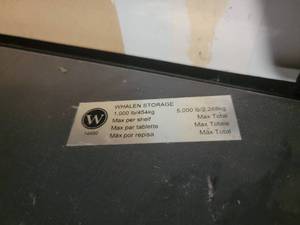 WHALEN STORAGE
1,000 lb/454kg 5,000 lb/2,268kg
Max per shelf Max Total
Max par tablette Max Totale
Máx por repisa Máx Total
W